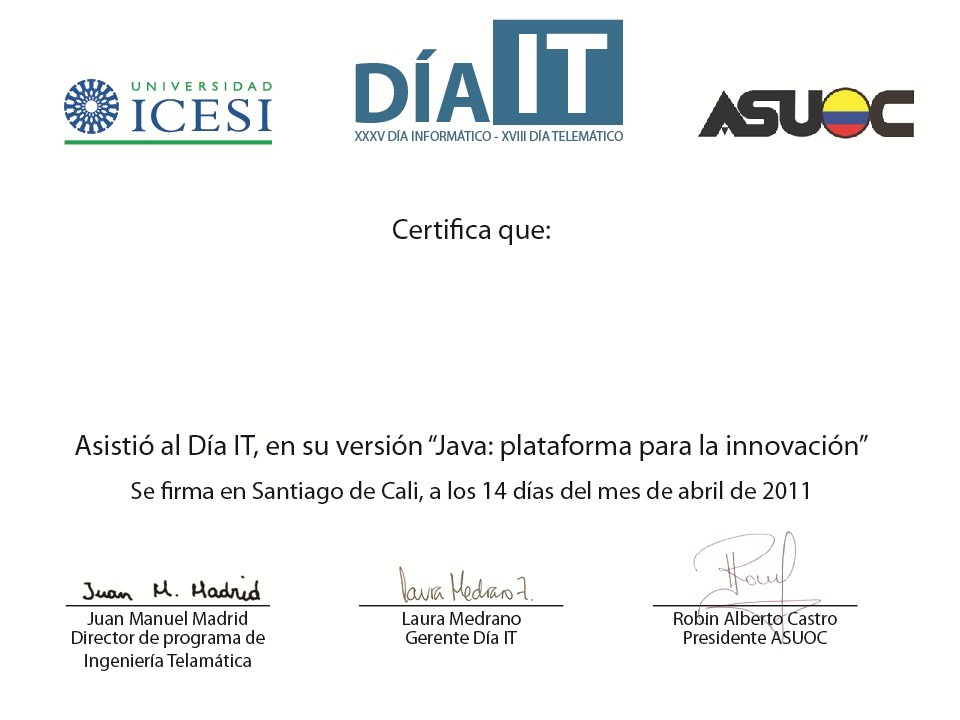 UNIVERSIDAD
ICESI
DÍA IT
XXXV DÍA INFORMÁTICO - XVIII DÍA TELEMÁTICO
ASUOC
Certifica que:
Asistió al Día IT, en su versión “Java: plataforma para la innovación”
Se firma en Santiago de Cali, a los 14 días del mes de abril de 2011
Juan M. Madrid
Laura Medrano J.
Juan Manuel Madrid
Director de programa de
Ingeniería Telamática
Laura Medrano
Gerente Día IT
Robin Alberto Castro
Presidente ASUOC